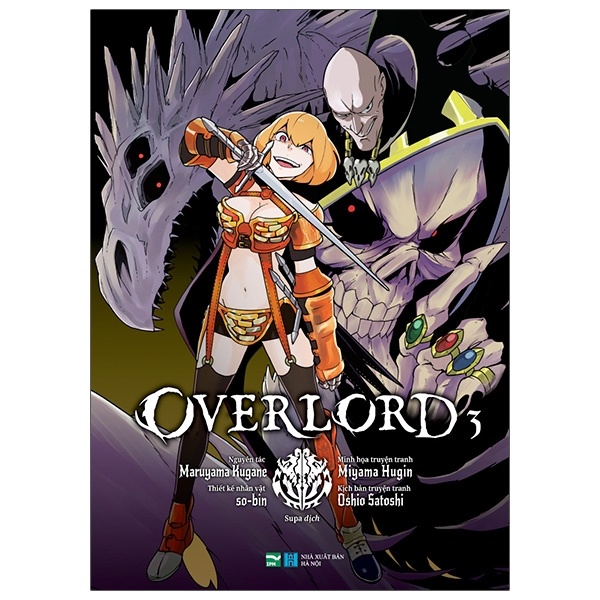 OVERLORD 3
Nguyên tác
Maruyama Kugane
Thiết kế nhân vật
so-bin
Minh họa truyện tranh
Miyama Hugin
Kịch bản truyện tranh
Oshio Satoshi
Supa dịch
IPM
NHÀ XUẤT BẢN
HÀ NỘI